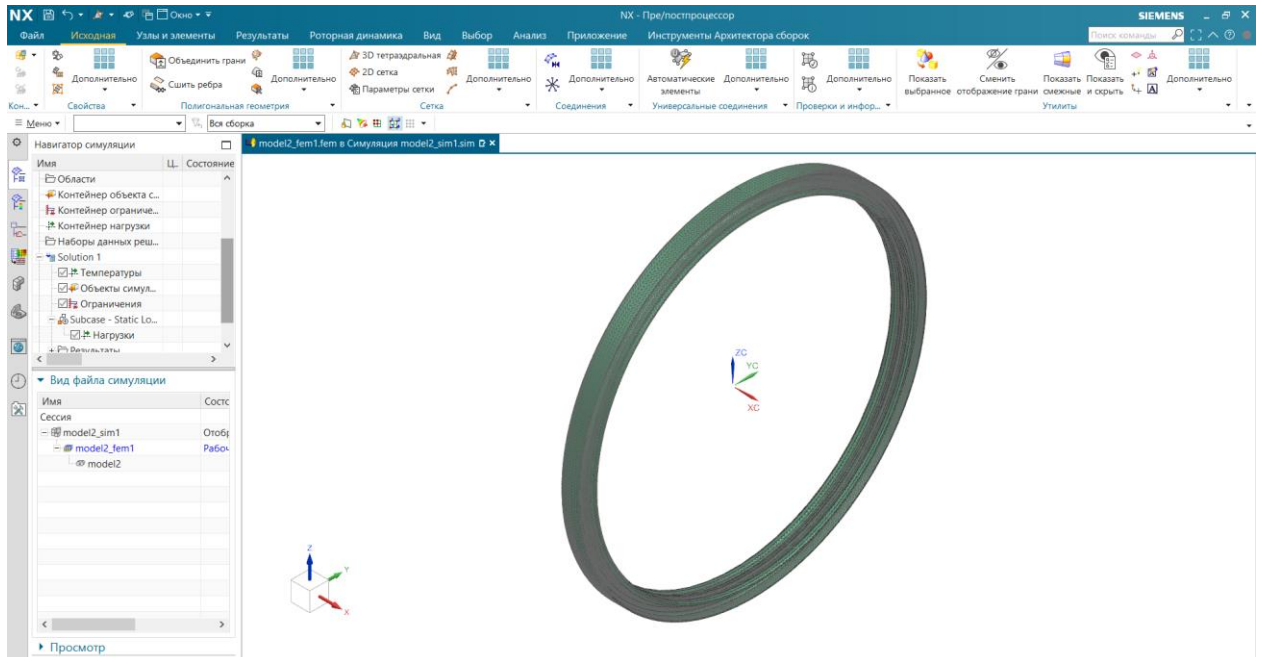 NX Окно NX - Пре/постпроцессор SIEMENS
Файл Исходная Узлы и элементы Результаты Роторная динамика Вид Выбор Анализ Приложение Инструменты Архитектора сборок Поиск команды
Дополнительно Объединить грани Дополнительно 3D тетраэдральная Дополнительно Дополнительно Автоматические Дополнительно Дополнительно Показать Сменить Показать Показать Дополнительно
Сшить ребра 2D сетка элементы выбранное отображение грани смежные и скрыть
Параметры сетки
Кон... Свойства Полигональная геометрия Сетка Соединения Универсальные соединения Проверки и инфор... Утилиты
Меню Вся сборка
Навигатор симуляции model2_fem1.fem в Симуляция model2_sim1.sim
Имя Ц.. Состояние
Области
Контейнер объекта с...
Контейнер ограниче...
Контейнер нагрузки
Наборы данных реш...
Solution 1
Температуры
Объекты симул...
Ограничения
Subcase - Static Lo...
Нагрузки
Результаты
ZC
YC
XC
Вид файла симуляции
Имя Состо
Сессия
model2_sim1 Отобр
model2_fem1 Рабоч
model2
Z
Y
X
Просмотр